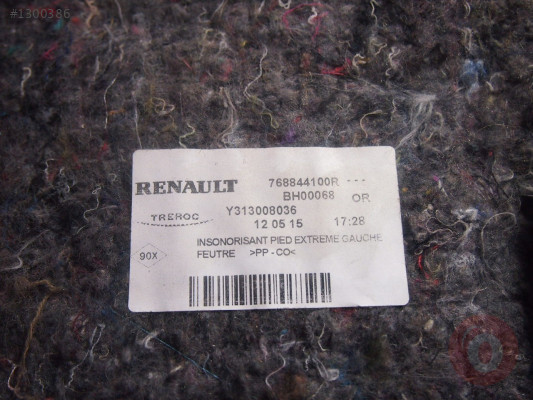 #1300386
RENAULT 768844100R ---
BH00068 OR
TREROC Y313008036
12 05 15 17:28
INSONORISANT PIED EXTREME GAUCHE
90X FEUTRE >PP-CO<